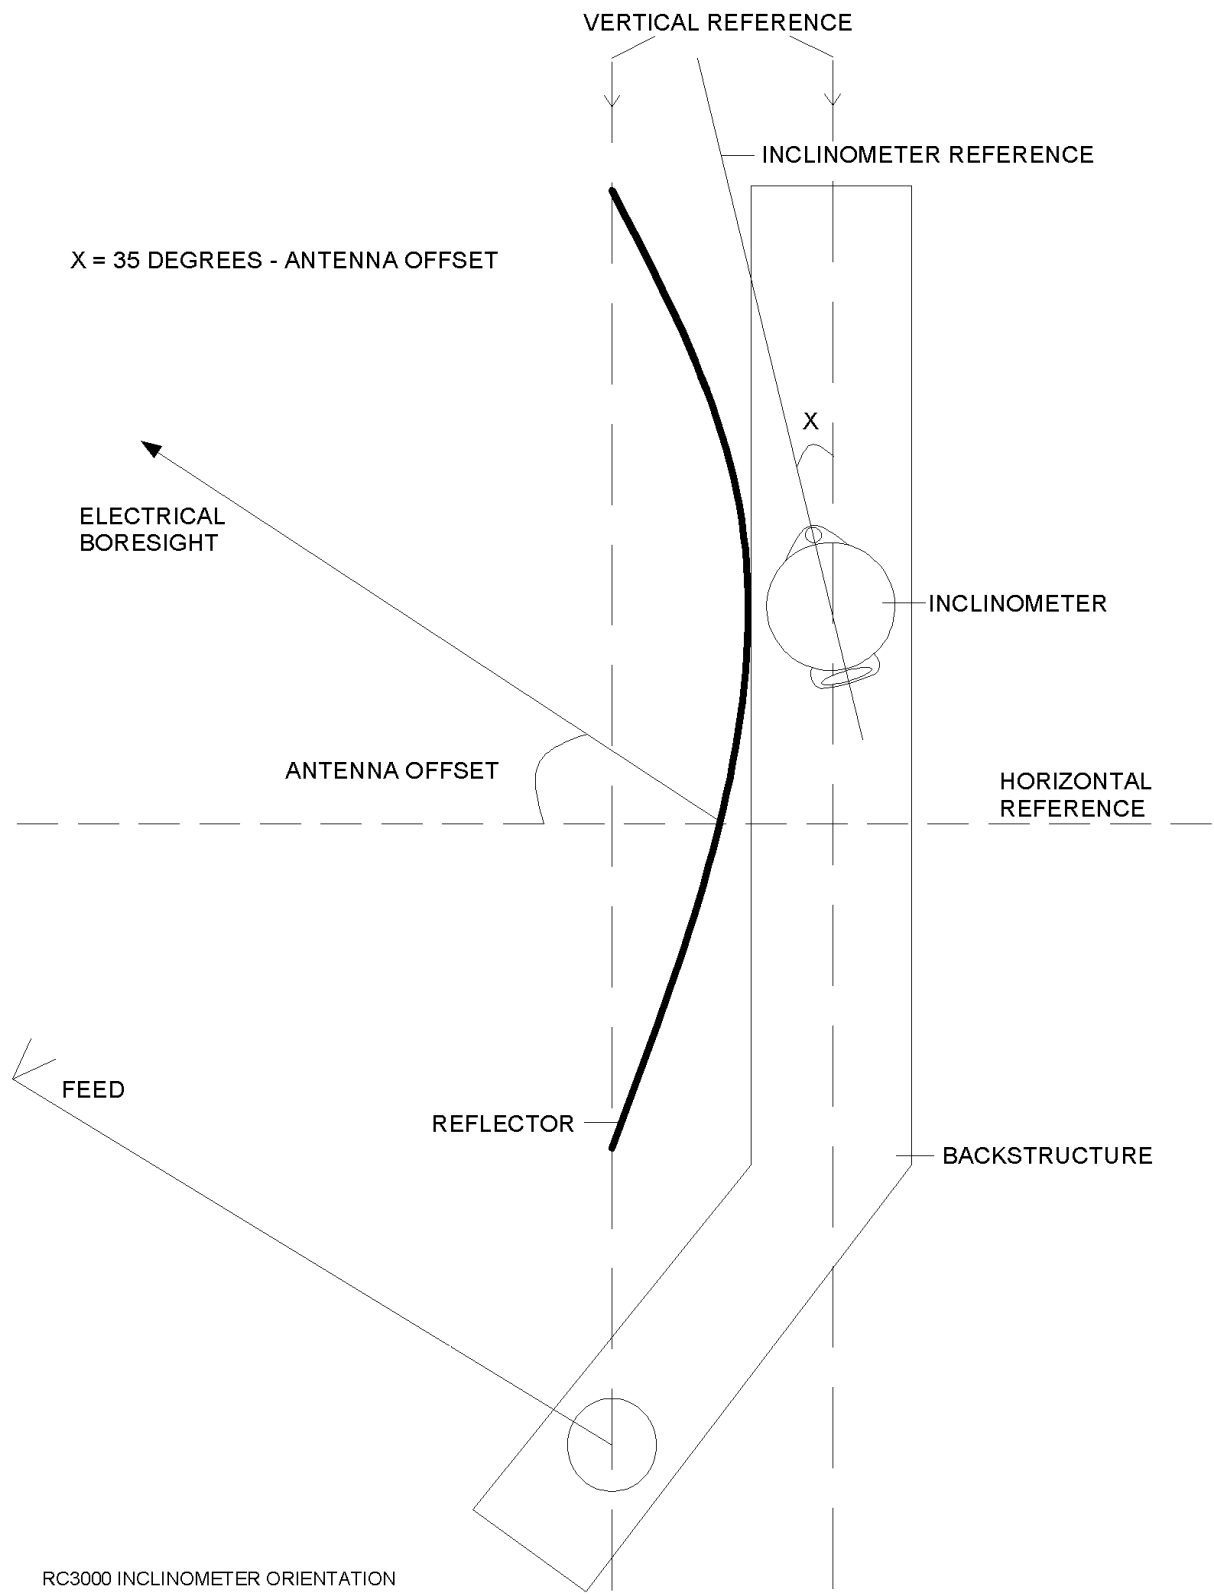 VERTICAL REFERENCE
INCLINOMETER REFERENCE
X = 35 DEGREES - ANTENNA OFFSET
X
ELECTRICAL
BORESIGHT
INCLINOMETER
ANTENNA OFFSET
HORIZONTAL
REFERENCE
FEED
REFLECTOR
BACKSTRUCTURE
RC3000 INCLINOMETER ORIENTATION